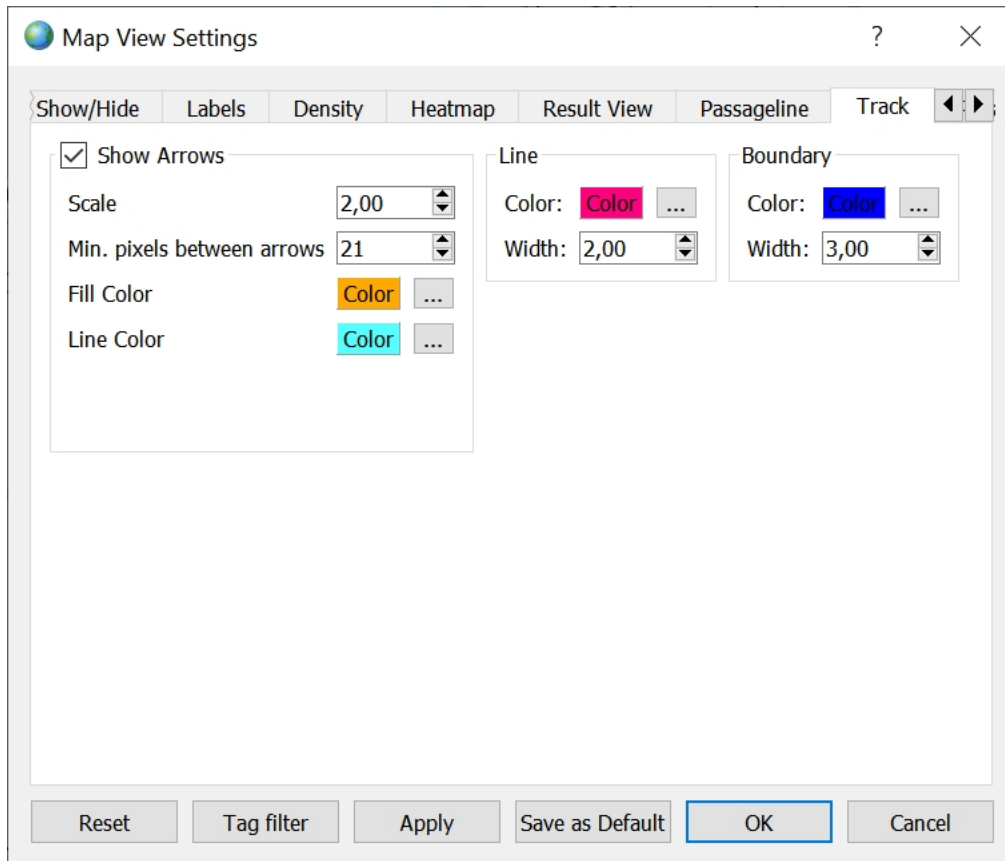 Map View Settings ?
Show/Hide Labels Density Heatmap Result View Passageline Track
Show Arrows
Scale 2,00
Min. pixels between arrows 21
Fill Color Color ...
Line Color Color ...
Line
Color: Color ...
Width: 2,00
Boundary
Color: Color ...
Width: 3,00
Reset Tag filter Apply Save as Default OK Cancel